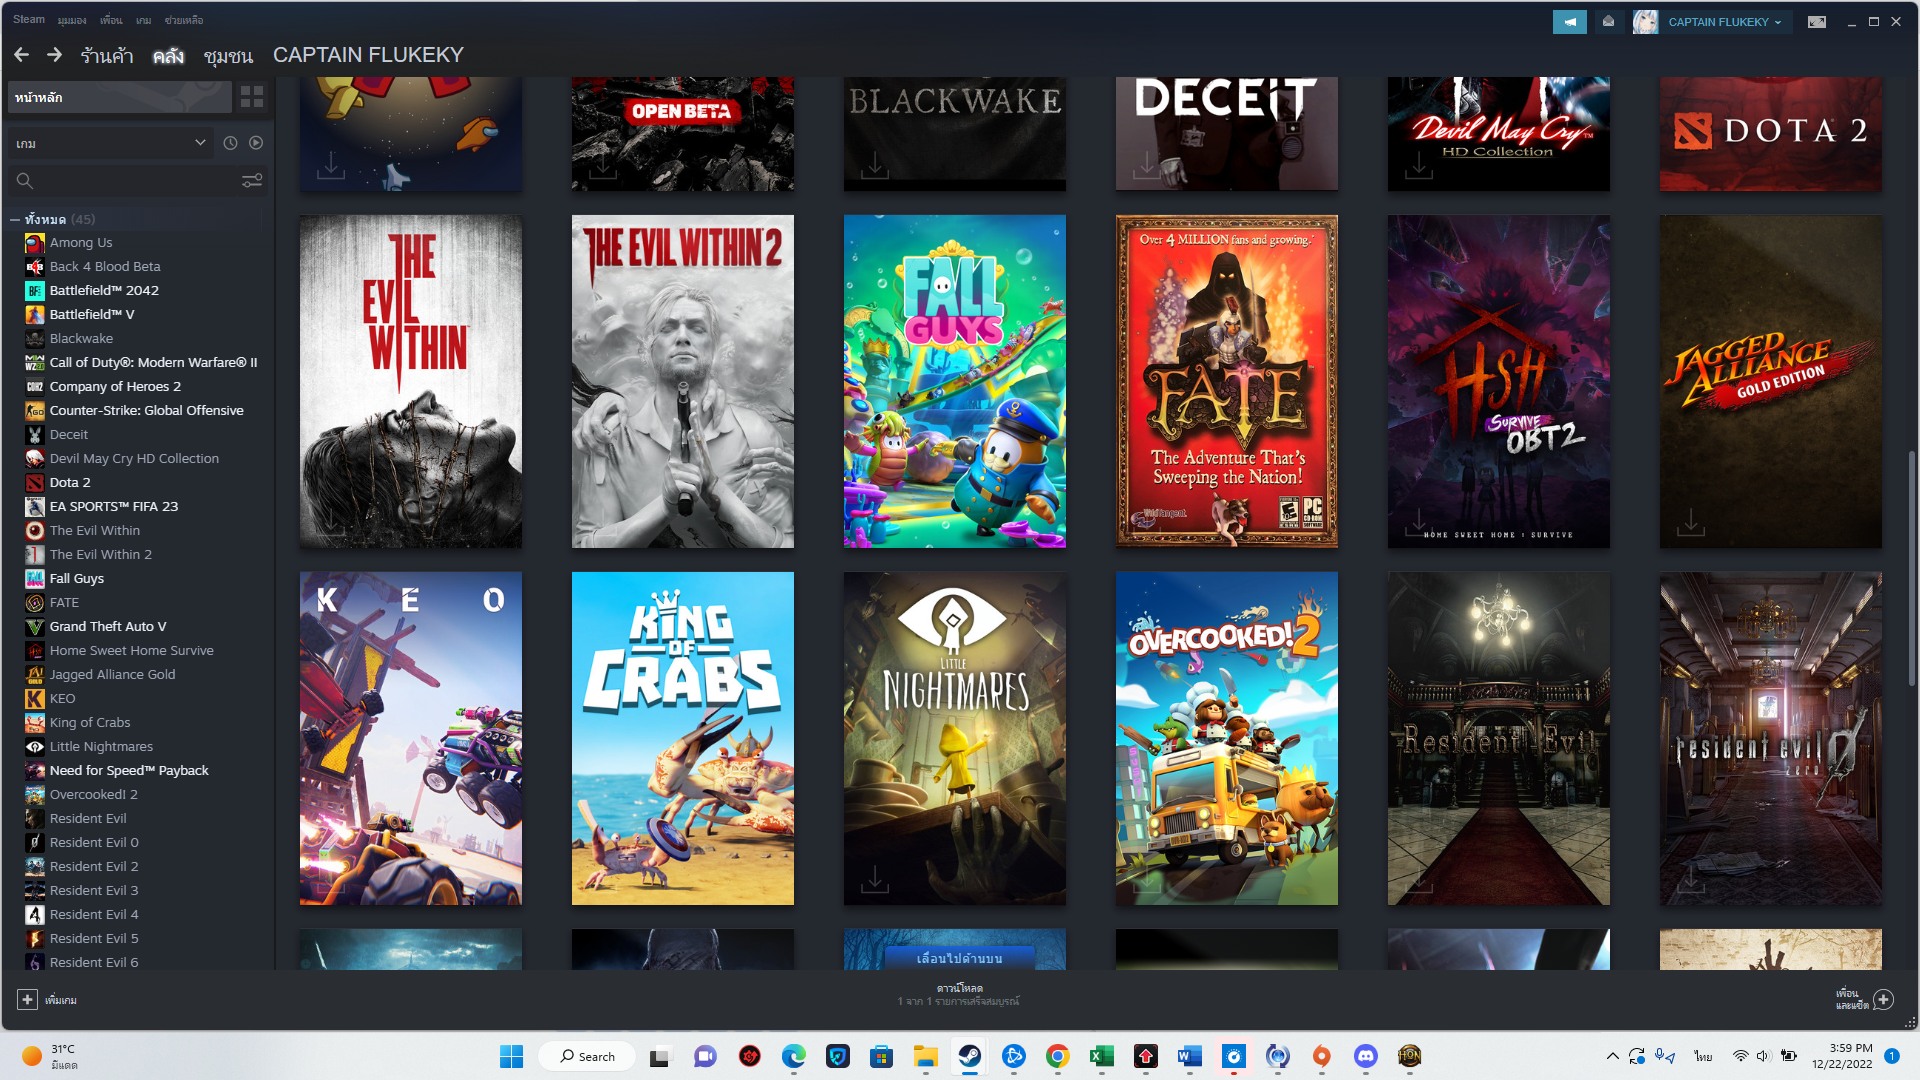 Steam มุมมอง เพื่อน เกม ช่วยเหลือ
CAPTAIN FLUKEKY
ร้านค้า คลัง ชุมชน CAPTAIN FLUKEKY
หน้าหลัก
เกม
ทั้งหมด (45)
Among Us
Back 4 Blood Beta
Battlefield™ 2042
Battlefield™ V
Blackwake
Call of Duty®: Modern Warfare® II
Company of Heroes 2
Counter-Strike: Global Offensive
Deceit
Devil May Cry HD Collection
Dota 2
EA SPORTS™ FIFA 23
The Evil Within
The Evil Within 2
Fall Guys
FATE
Grand Theft Auto V
Home Sweet Home Survive
Jagged Alliance Gold
KEO
King of Crabs
Little Nightmares
Need for Speed™ Payback
Overcooked! 2
Resident Evil
Resident Evil 0
Resident Evil 2
Resident Evil 3
Resident Evil 4
Resident Evil 5
Resident Evil 6
OPEN BETA
BLACKWAKE
DECEIT
Devil May Cry™
HD Collection
DOTA 2
THE
EVIL
WITHIN
THE EVIL WITHIN 2
FALL
GUYS
Over 4 MILLION fans and growing.
FATE
The Adventure That's
Sweeping the Nation!
WildTangent
PC
CD-ROM
SOFTWARE
HSH
SURVIVE
OBT2
HOME SWEET HOME : SURVIVE
JAGGED
ALLIANCE
GOLD EDITION
K E O
KING
OF
CRABS
LITTLE
NIGHTMARES
OVERCOOKED! 2
Resident Evil
resident evil 0
zero
เลื่อนไปด้านบน
เพิ่มเกม
ดาวน์โหลด
1 จาก 1 รายการเสร็จสมบูรณ์
เพื่อน
และแช็ต
31°C
มีแดด
Search
HON
ไทย
3:59 PM
12/22/2022
1